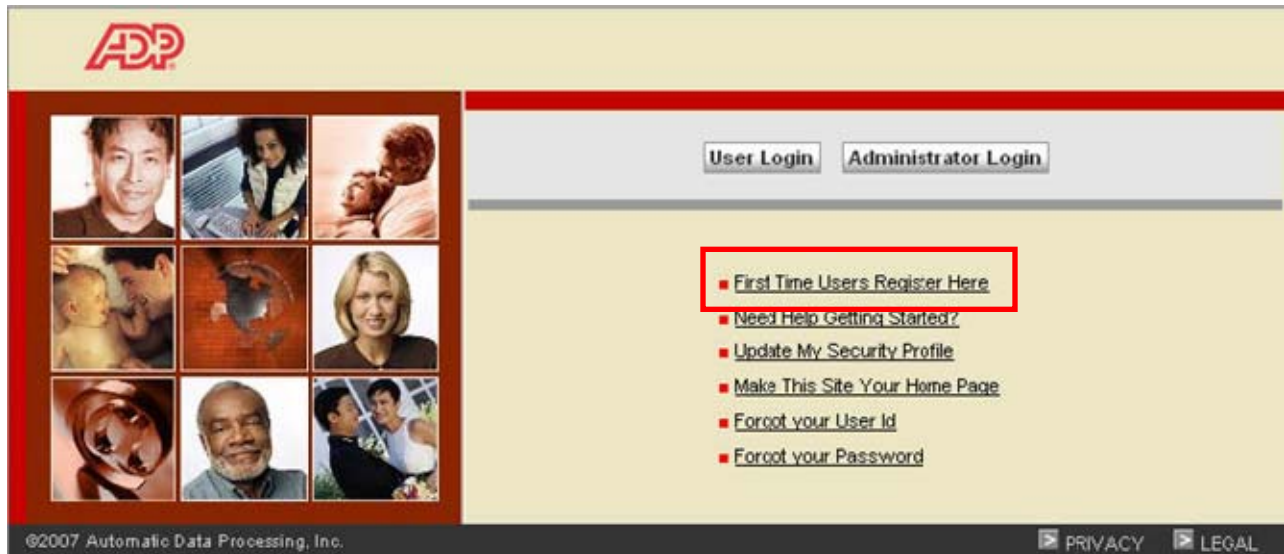 ADP
User Login Administrator Login
First Time Users Register Here
Need Help Getting Started?
Update My Security Profile
Make This Site Your Home Page
Forgot your User Id
Forgot your Password
©2007 Automatic Data Processing, Inc. PRIVACY LEGAL